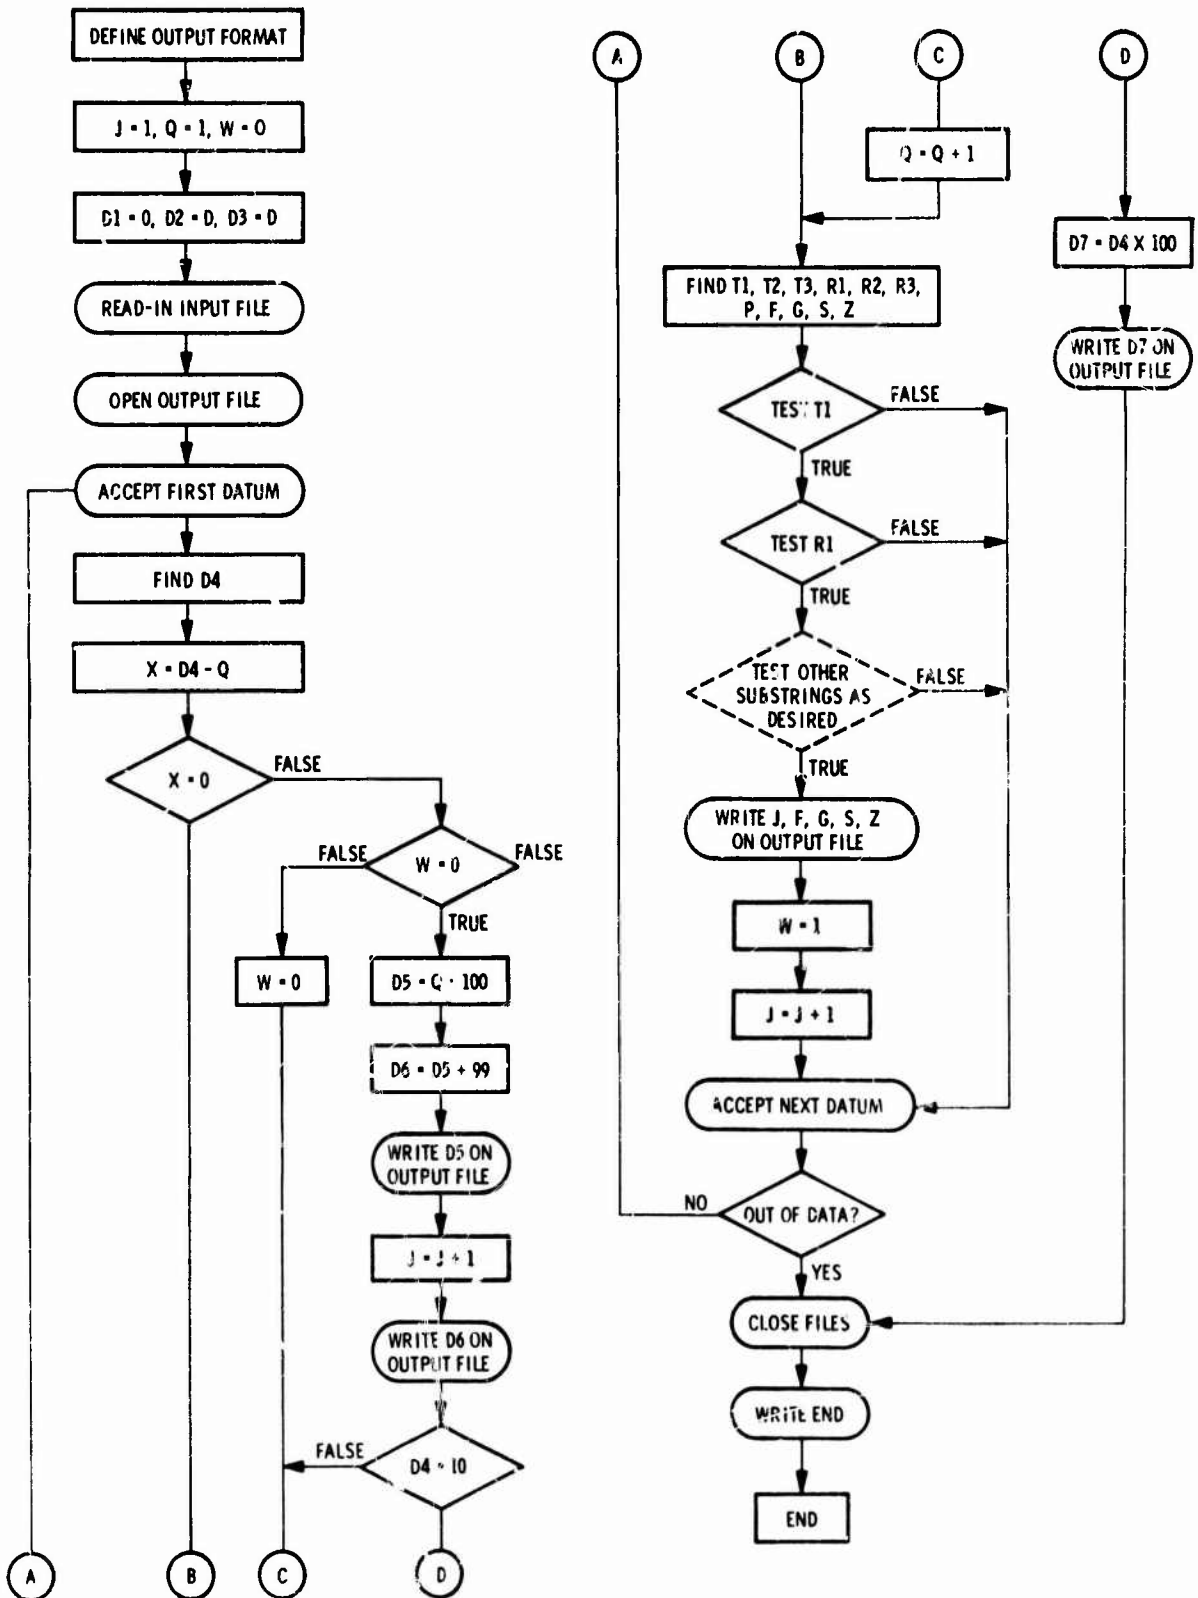 DEFINE OUTPUT FORMAT
J = 1, Q = 1, W = 0
D1 = 0, D2 = D, D3 = D
READ-IN INPUT FILE
OPEN OUTPUT FILE
ACCEPT FIRST DATUM
FIND D4
X = D4 - Q
X = 0
FALSE
W = 0
FALSE
FALSE
TRUE
W = 0
D5 = Q · 100
D6 = D5 + 99
WRITE D5 ON
OUTPUT FILE
J = J + 1
WRITE D6 ON
OUTPUT FILE
D4 = 10
FALSE
A
B
C
D
A
B
C
D
Q = Q + 1
D7 = D4 X 100
WRITE D7 ON
OUTPUT FILE
FIND T1, T2, T3, R1, R2, R3,
P, F, G, S, Z
TEST T1
FALSE
TRUE
TEST R1
FALSE
TRUE
TEST OTHER
SUBSTRINGS AS
DESIRED
FALSE
TRUE
WRITE J, F, G, S, Z
ON OUTPUT FILE
W = 1
J = J + 1
ACCEPT NEXT DATUM
OUT OF DATA?
NO
YES
CLOSE FILES
WRITE END
END